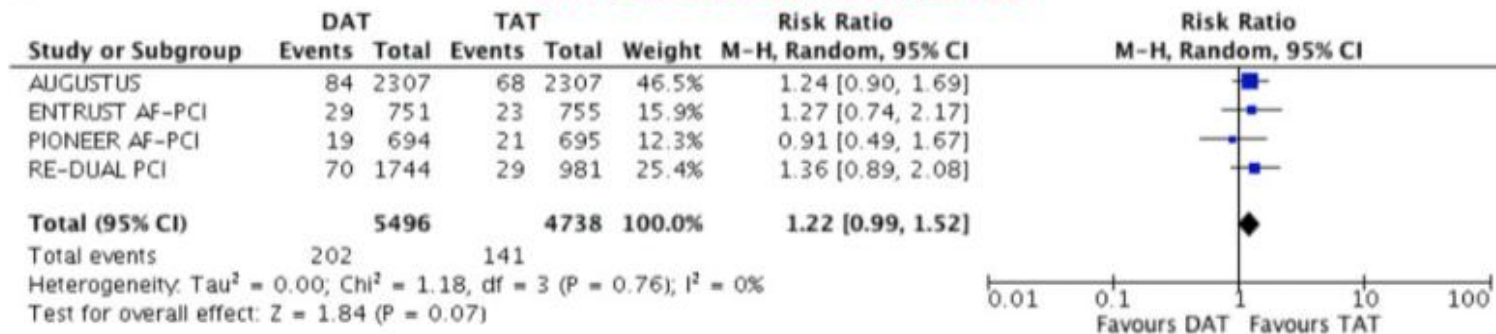 DAT TAT Risk Ratio Risk Ratio
Study or Subgroup Events Total Events Total Weight M-H, Random, 95% CI M-H, Random, 95% CI
AUGUSTUS 84 2307 68 2307 46.5% 1.24 [0.90, 1.69]
ENTRUST AF-PCI 29 751 23 755 15.9% 1.27 [0.74, 2.17]
PIONEER AF-PCI 19 694 21 695 12.3% 0.91 [0.49, 1.67]
RE-DUAL PCI 70 1744 29 981 25.4% 1.36 [0.89, 2.08]
Total (95% CI) 5496 4738 100.0% 1.22 [0.99, 1.52]
Total events 202 141
Heterogeneity: Tau² = 0.00; Chi² = 1.18, df = 3 (P = 0.76); I² = 0%
Test for overall effect: Z = 1.84 (P = 0.07)
0.01 0.1 1 10 100
Favours DAT Favours TAT